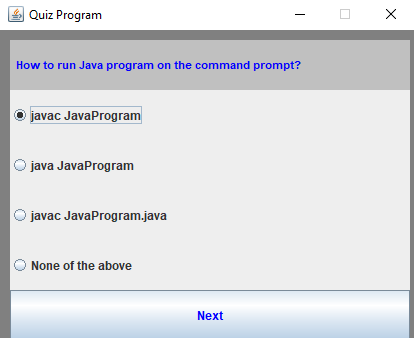 Quiz Program
How to run Java program on the command prompt?
javac JavaProgram
java JavaProgram
javac JavaProgram.java
None of the above
Next